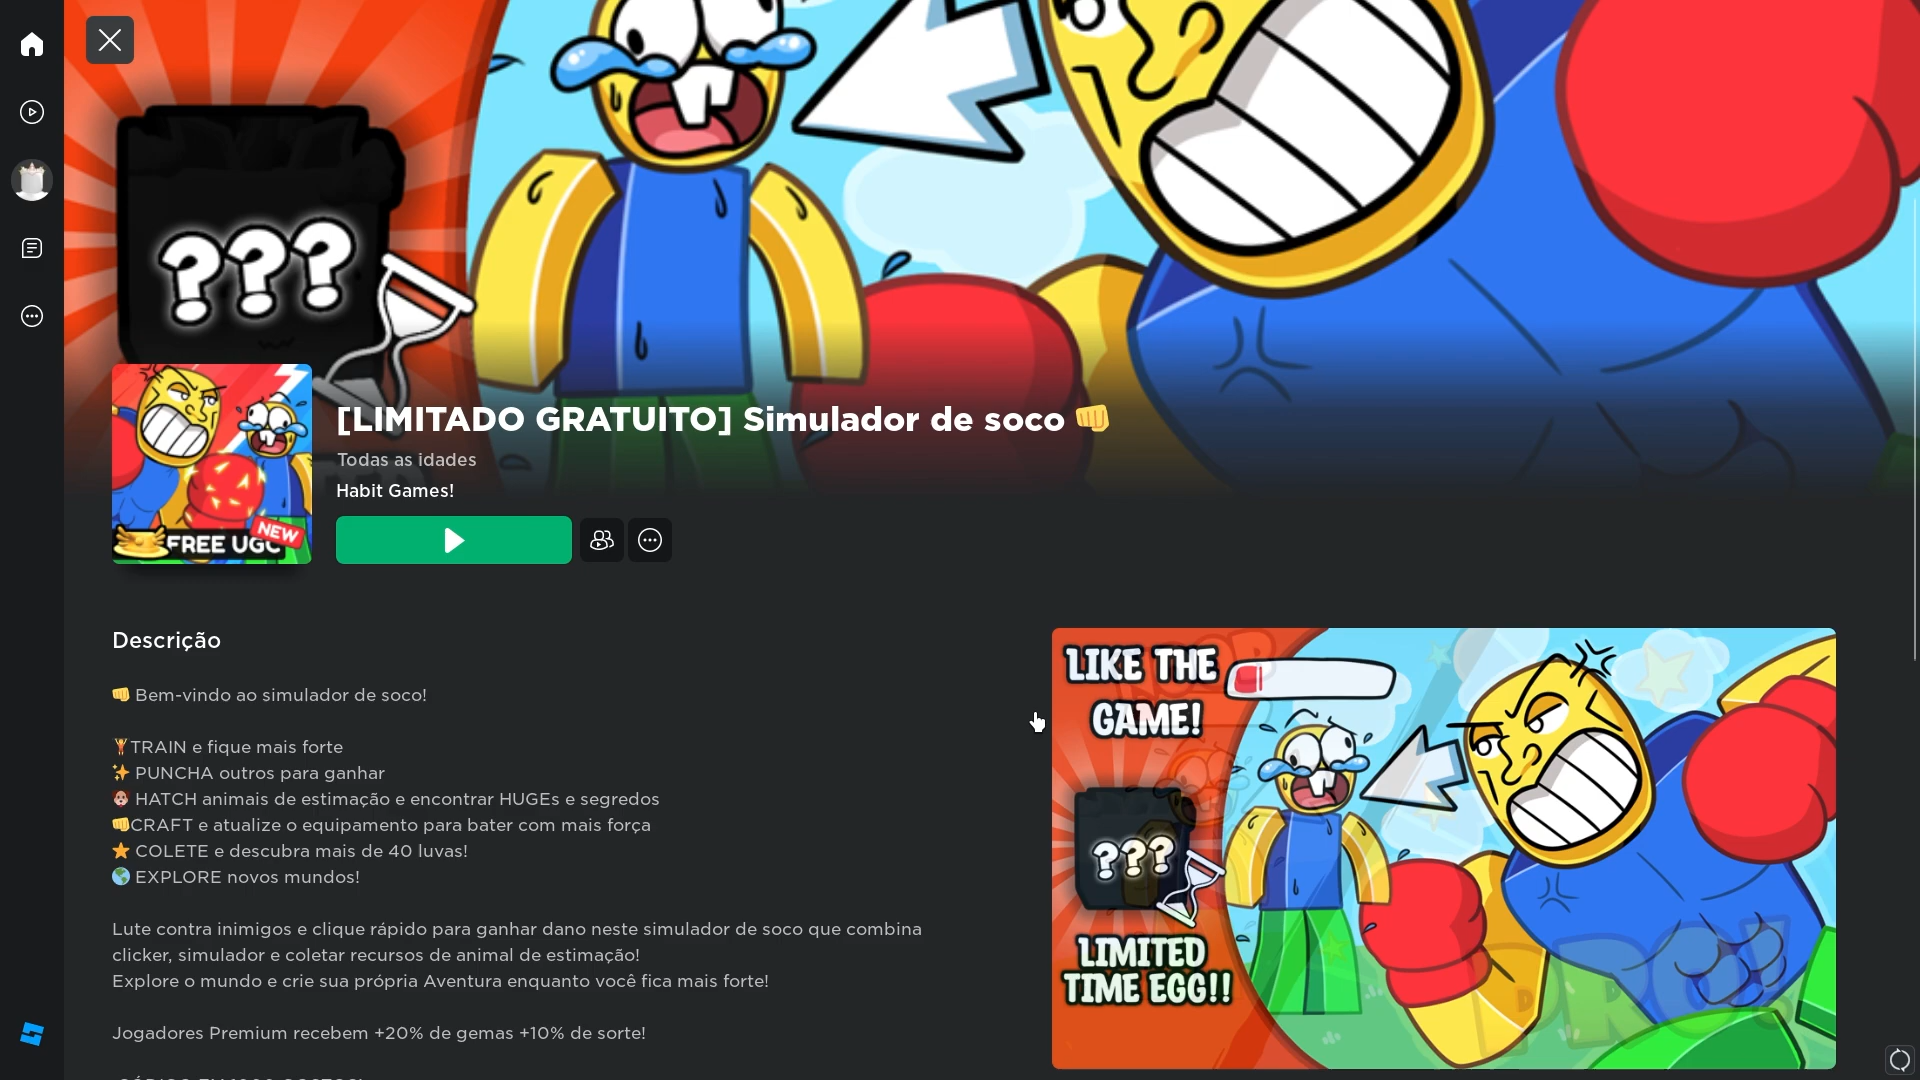 ???
[LIMITADO GRATUITO] Simulador de soco 👊
Todas as idades
Habit Games!
NEW
FREE UGC
Descrição
👊 Bem-vindo ao simulador de soco!
🏋TRAIN e fique mais forte
✨ PUNCHA outros para ganhar
🐶 HATCH animais de estimação e encontrar HUGEs e segredos
👊CRAFT e atualize o equipamento para bater com mais força
⭐ COLETE e descubra mais de 40 luvas!
🌎 EXPLORE novos mundos!
Lute contra inimigos e clique rápido para ganhar dano neste simulador de soco que combina
clicker, simulador e coletar recursos de animal de estimação!
Explore o mundo e crie sua própria Aventura enquanto você fica mais forte!
Jogadores Premium recebem +20% de gemas +10% de sorte!
LIKE THE
GAME!
???
LIMITED
TIME EGG!!